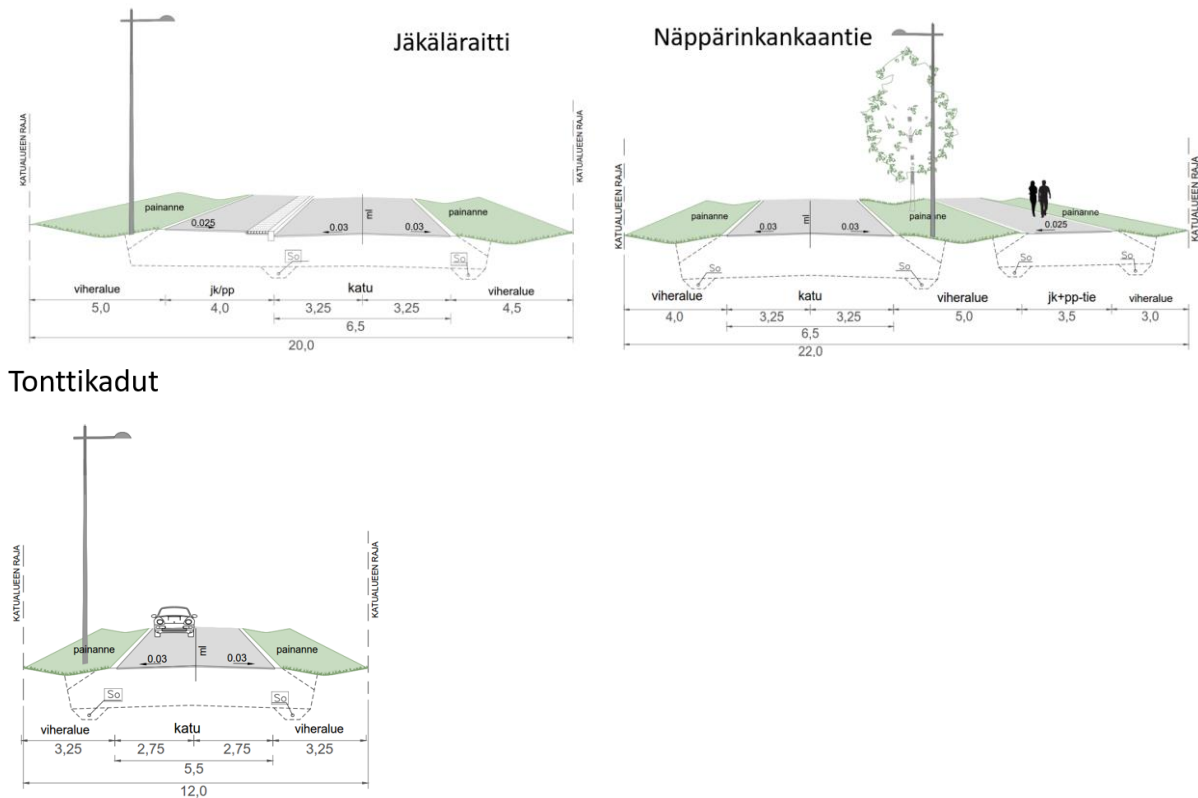 Jäkäläraitti
KATUALUEEN RAJA
KATUALUEEN RAJA
painanne
painanne
ml
0.025
0.03
0.03
So
So
viheralue
jk/pp
katu
viheralue
5,0
4,0
3,25
3,25
4,5
6,5
20,0
Näppärinkankaantie
KATUALUEEN RAJA
KATUALUEEN RAJA
painanne
painanne
painanne
ml
0.03
0.03
0.025
So
So
So
So
viheralue
katu
viheralue
jk+pp-tie
viheralue
4,0
3,25
3,25
5,0
3,5
3,0
6,5
22,0
Tonttikadut
KATUALUEEN RAJA
KATUALUEEN RAJA
painanne
painanne
ml
0.03
0.03
So
So
viheralue
katu
viheralue
3,25
2,75
2,75
3,25
5,5
12,0